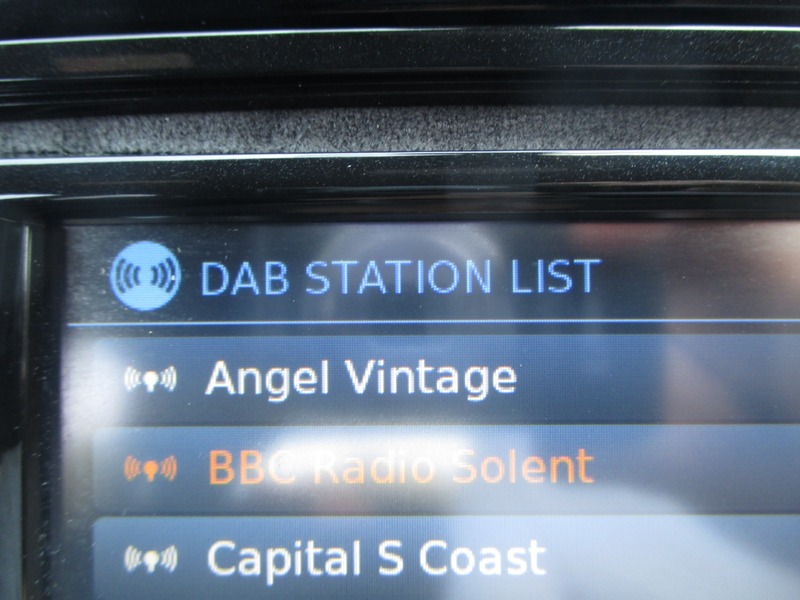 DAB STATION LIST
Angel Vintage
BBC Radio Solent
Capital S Coast